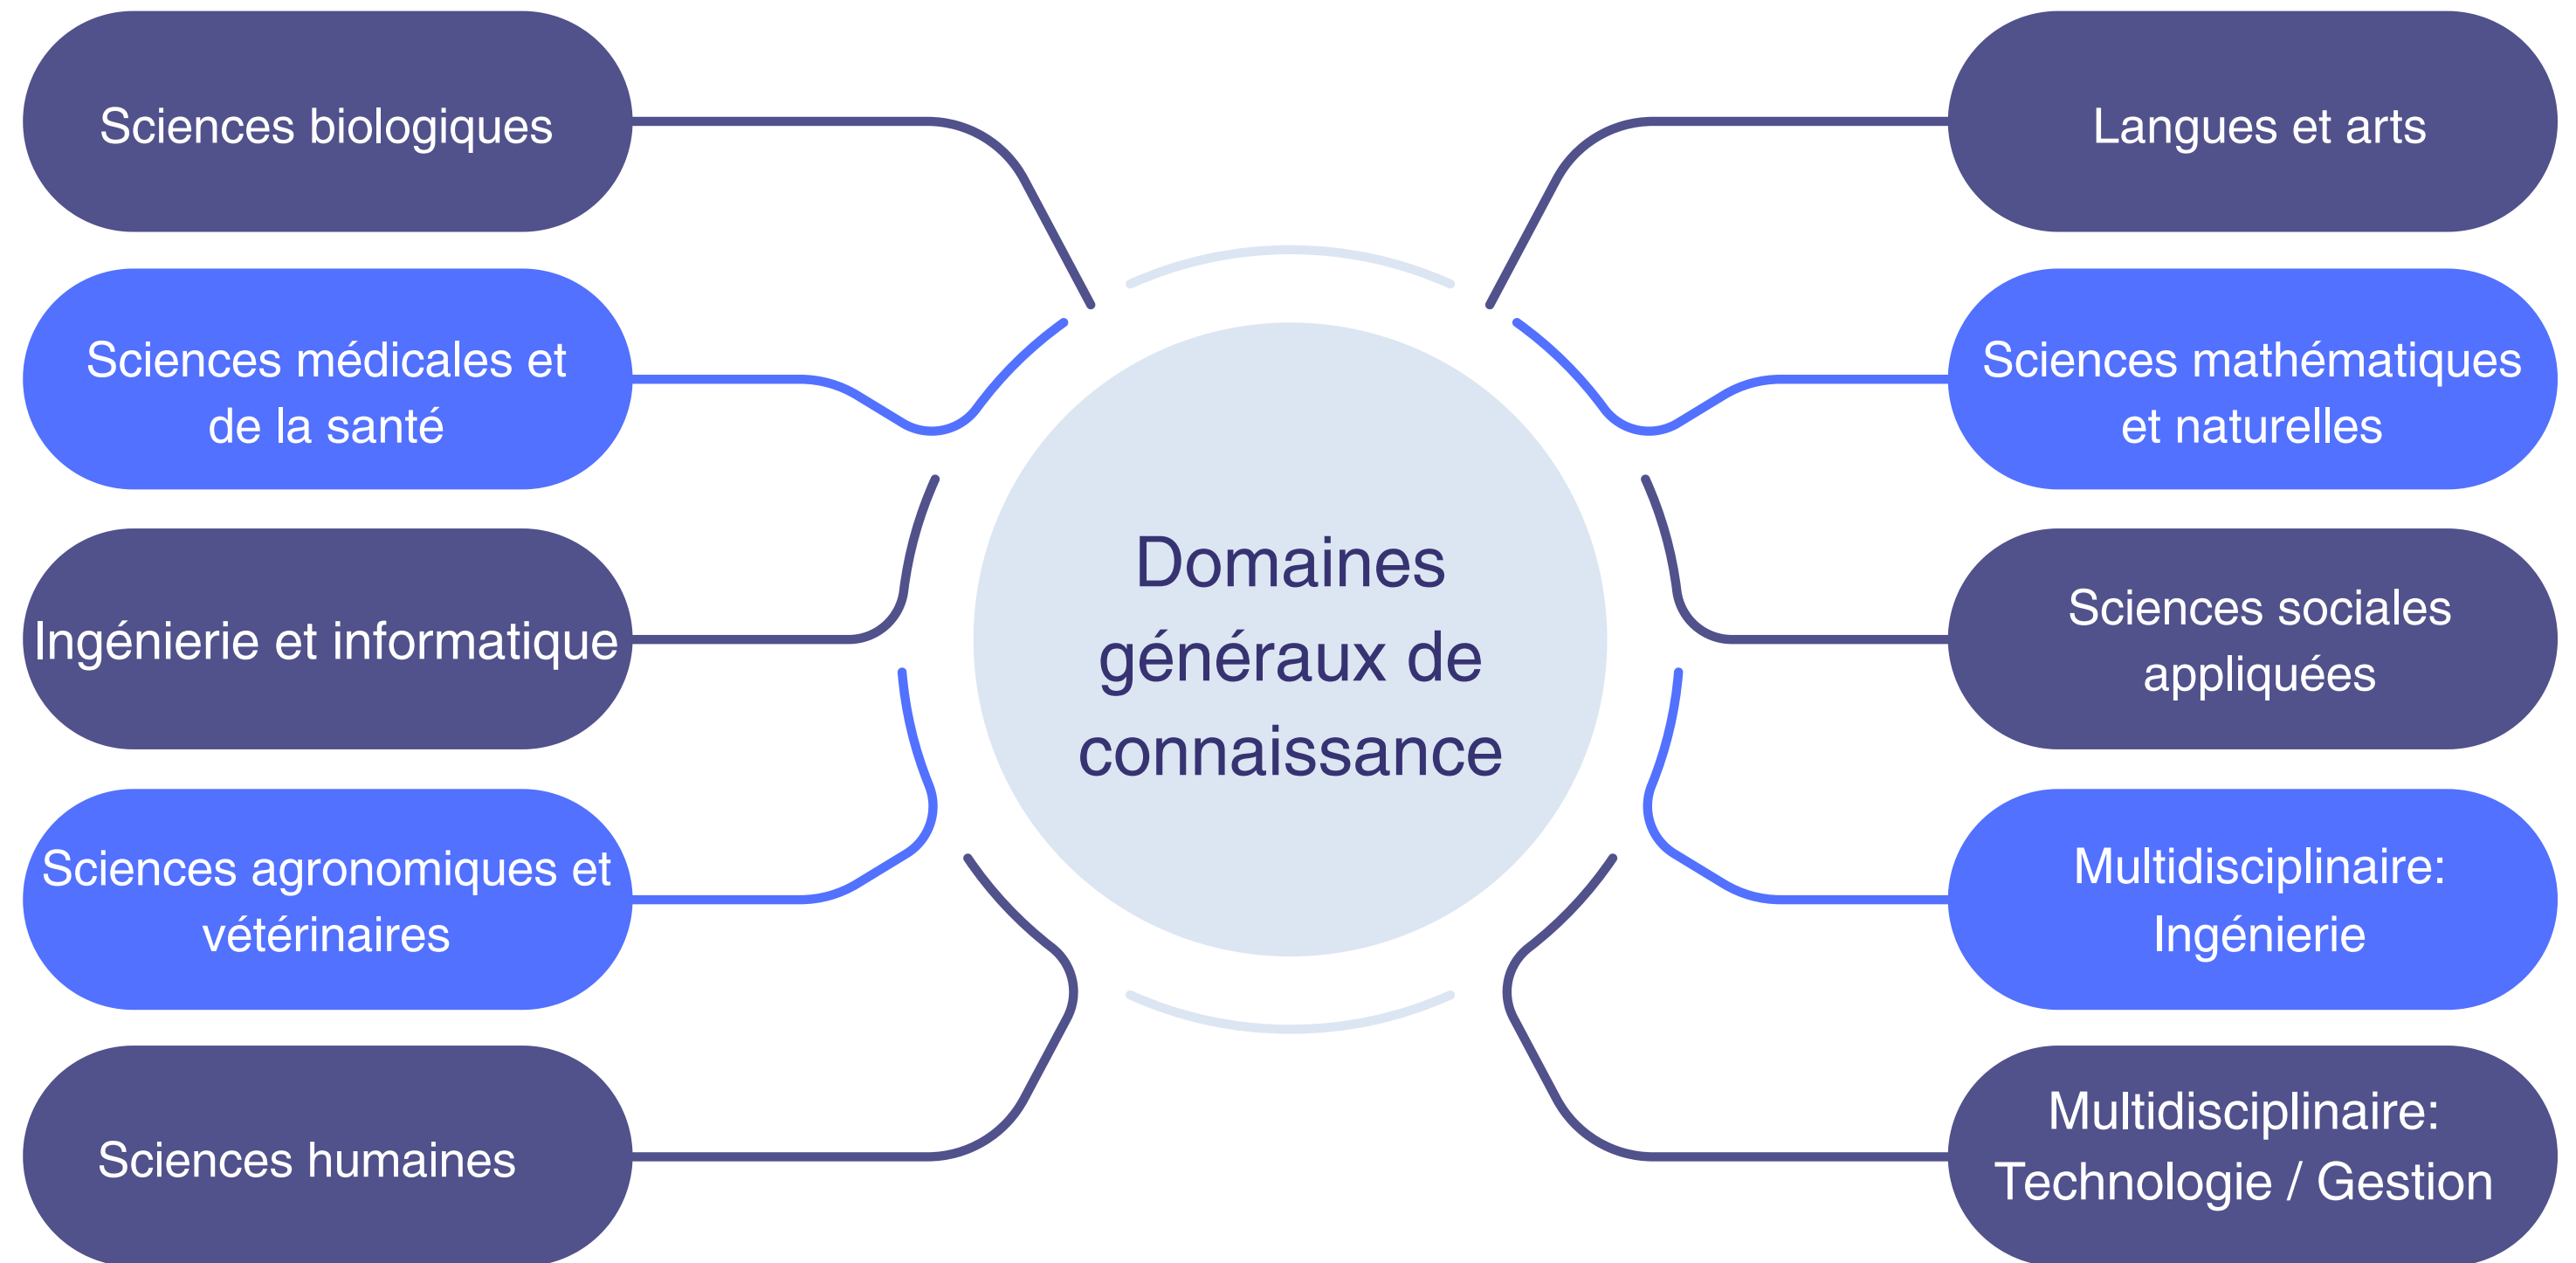 Sciences biologiques
Sciences médicales et
de la santé
Ingénierie et informatique
Sciences agronomiques et
vétérinaires
Sciences humaines
Domaines
généraux de
connaissance
Langues et arts
Sciences mathématiques
et naturelles
Sciences sociales
appliquées
Multidisciplinaire:
Ingénierie
Multidisciplinaire:
Technologie / Gestion